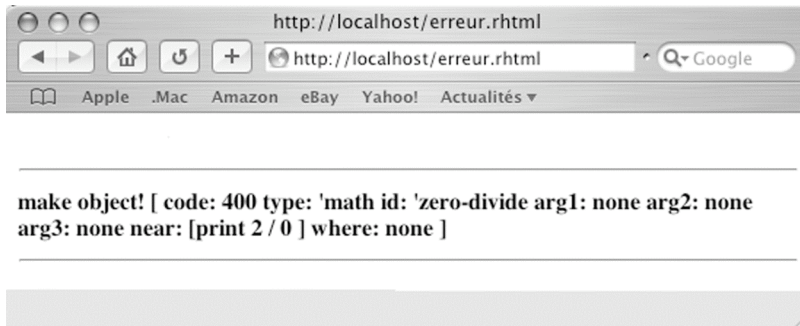 http://localhost/erreur.rhtml
http://localhost/erreur.rhtml
Google
Apple .Mac Amazon eBay Yahoo! Actualités
make object! [ code: 400 type: 'math id: 'zero-divide arg1: none arg2: none
arg3: none near: [print 2 / 0 ] where: none ]